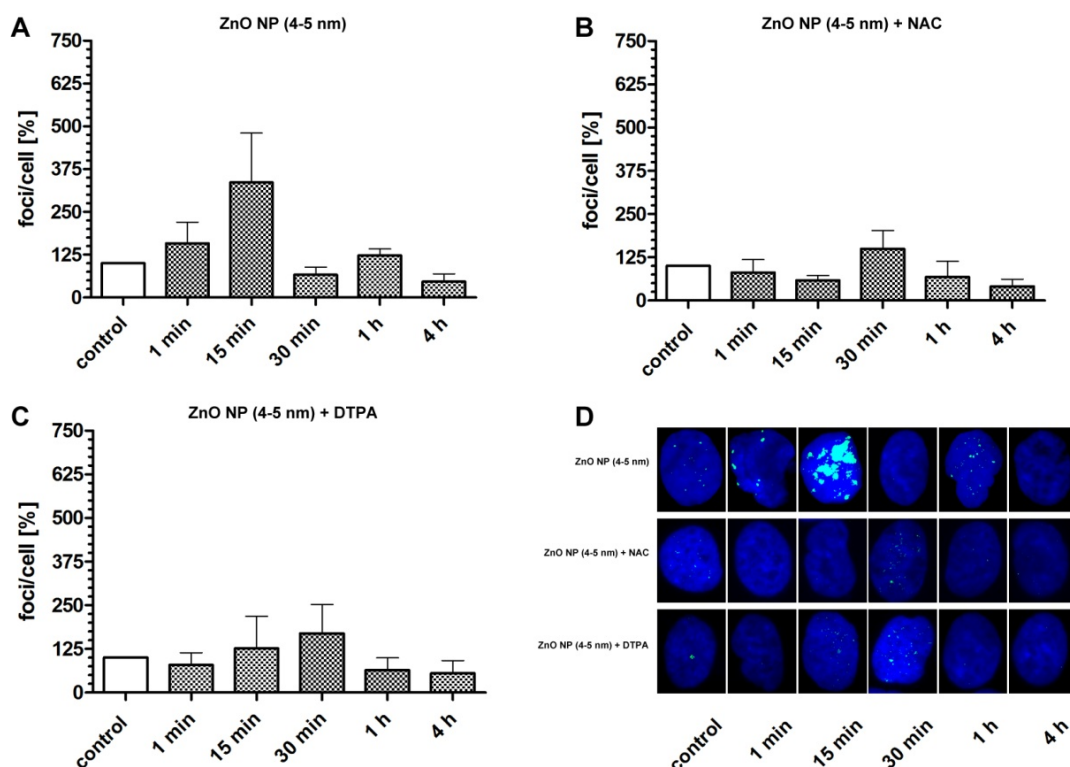 A
ZnO NP (4-5 nm)
foci/cell [%]
750
625
500
375
250
125
0
control
1 min
15 min
30 min
1 h
4 h
B
ZnO NP (4-5 nm) + NAC
foci/cell [%]
750
625
500
375
250
125
0
control
1 min
15 min
30 min
1 h
4 h
C
ZnO NP (4-5 nm) + DTPA
foci/cell [%]
750
625
500
375
250
125
0
control
1 min
15 min
30 min
1 h
4 h
D
ZnO NP (4-5 nm)
ZnO NP (4-5 nm) + NAC
ZnO NP (4-5 nm) + DTPA
control
1 min
15 min
30 min
1 h
4 h